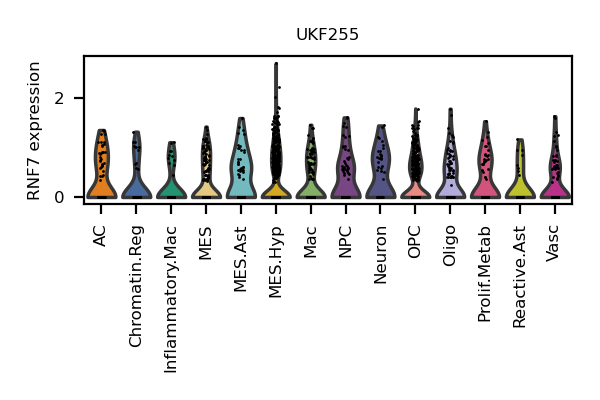 UKF255
RNF7 expression
2
0
AC
Chromatin.Reg
Inflammatory.Mac
MES
MES.Ast
MES.Hyp
Mac
NPC
Neuron
OPC
Oligo
Prolif.Metab
Reactive.Ast
Vasc